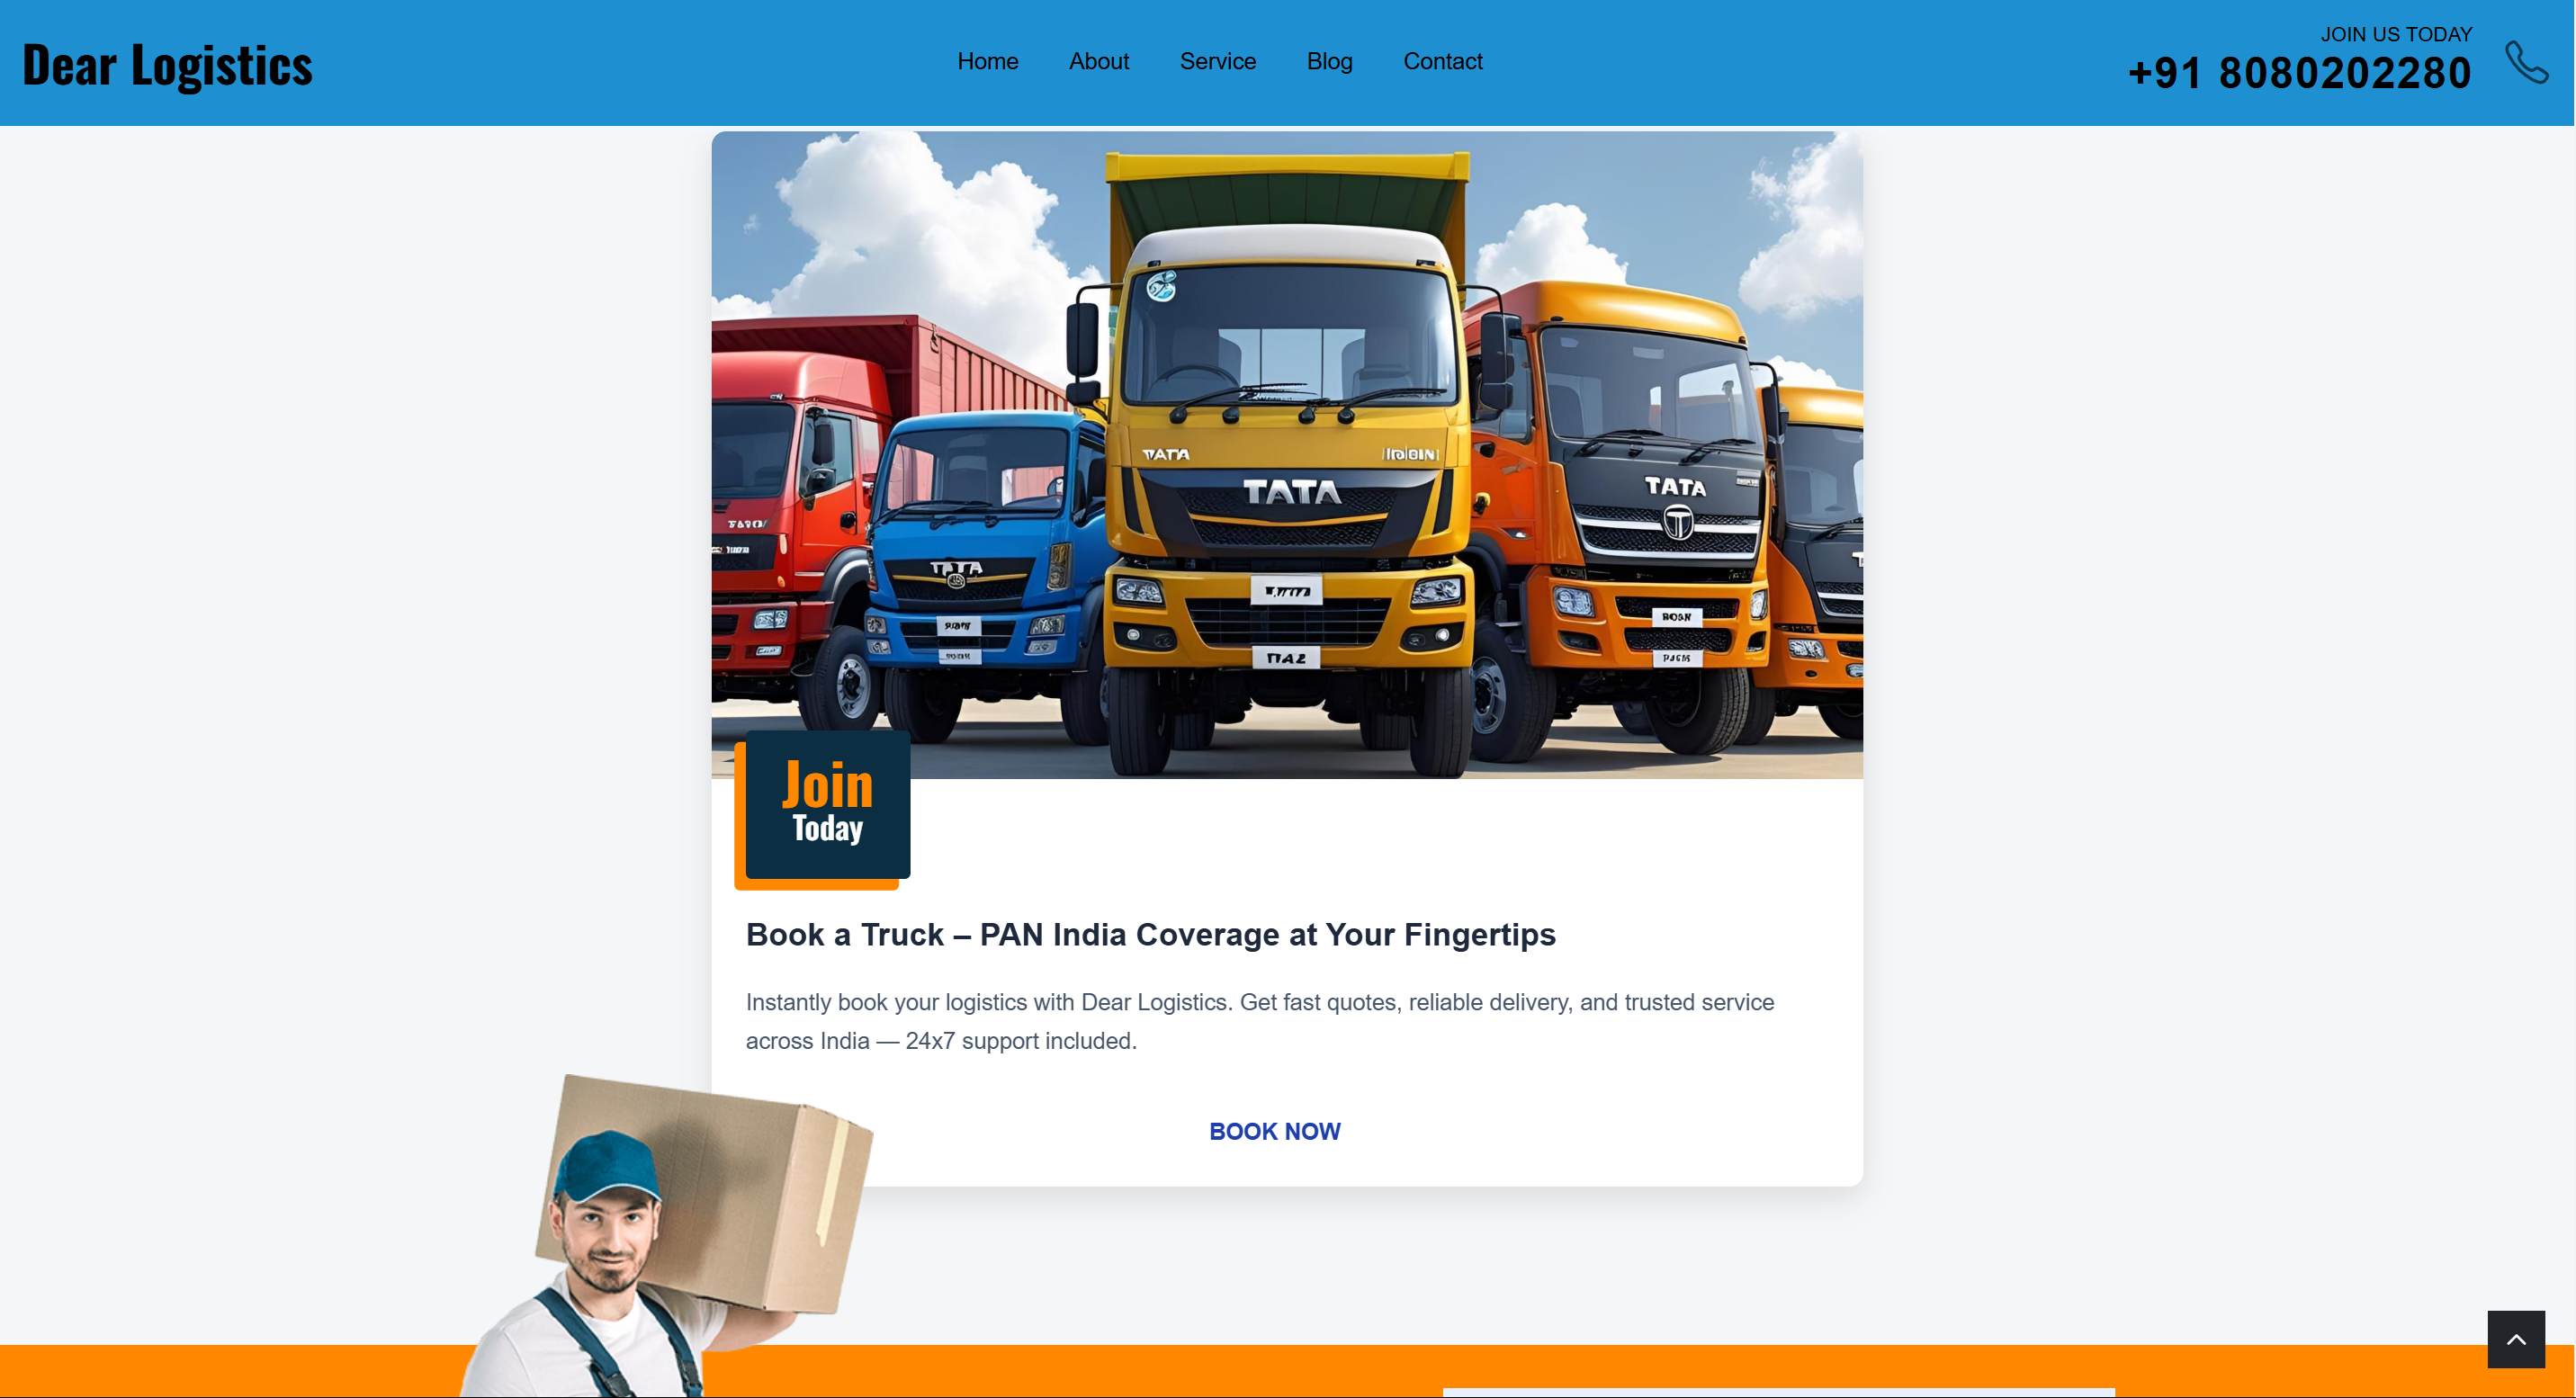 Dear Logistics
Home About Service Blog Contact
JOIN US TODAY
+91 8080202280
TATA
TATA
TATA
Join
Today
Book a Truck – PAN India Coverage at Your Fingertips
Instantly book your logistics with Dear Logistics. Get fast quotes, reliable delivery, and trusted service
across India — 24x7 support included.
BOOK NOW